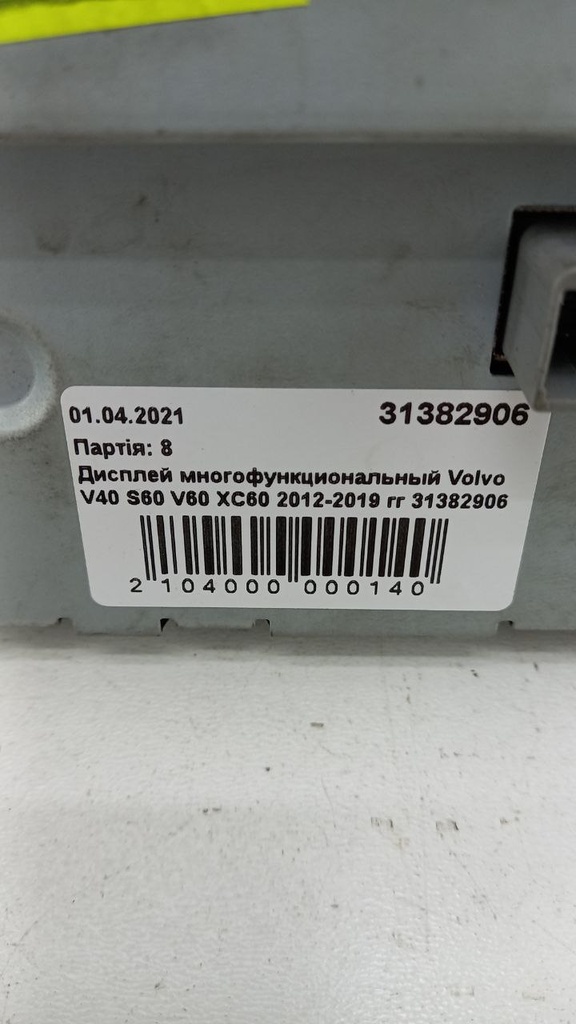 01.04.2021 31382906
Партія: 8
Дисплей многофункциональный Volvo
V40 S60 V60 XC60 2012-2019 гг 31382906
2 104000 000140